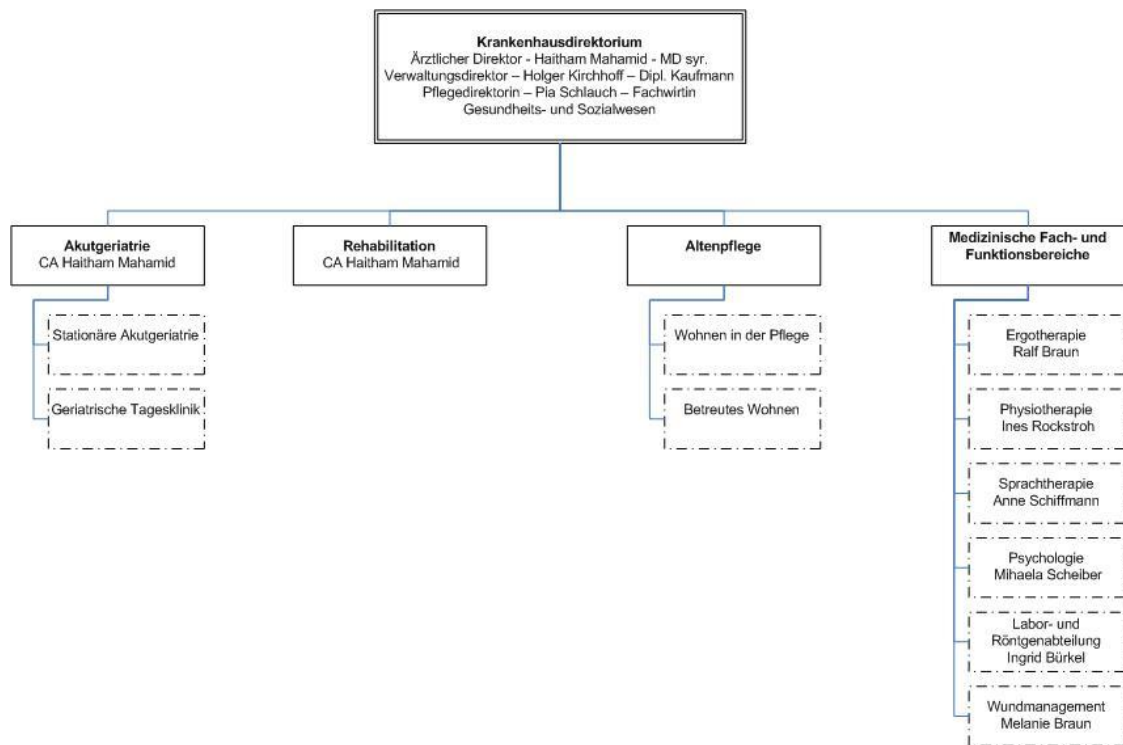 Krankenhausdirektorium
Ärztlicher Direktor - Haitham Mahamid - MD syr.
Verwaltungsdirektor – Holger Kirchhoff – Dipl. Kaufmann
Pflegedirektorin – Pia Schlauch – Fachwirtin
Gesundheits- und Sozialwesen
Akutgeriatrie
CA Haitham Mahamid
Stationäre Akutgeriatrie
Geriatrische Tagesklinik
Rehabilitation
CA Haitham Mahamid
Altenpflege
Wohnen in der Pflege
Betreutes Wohnen
Medizinische Fach- und
Funktionsbereiche
Ergotherapie
Ralf Braun
Physiotherapie
Ines Rockstroh
Sprachtherapie
Anne Schiffmann
Psychologie
Mihaela Scheiber
Labor- und
Röntgenabteilung
Ingrid Bürkel
Wundmanagement
Melanie Braun